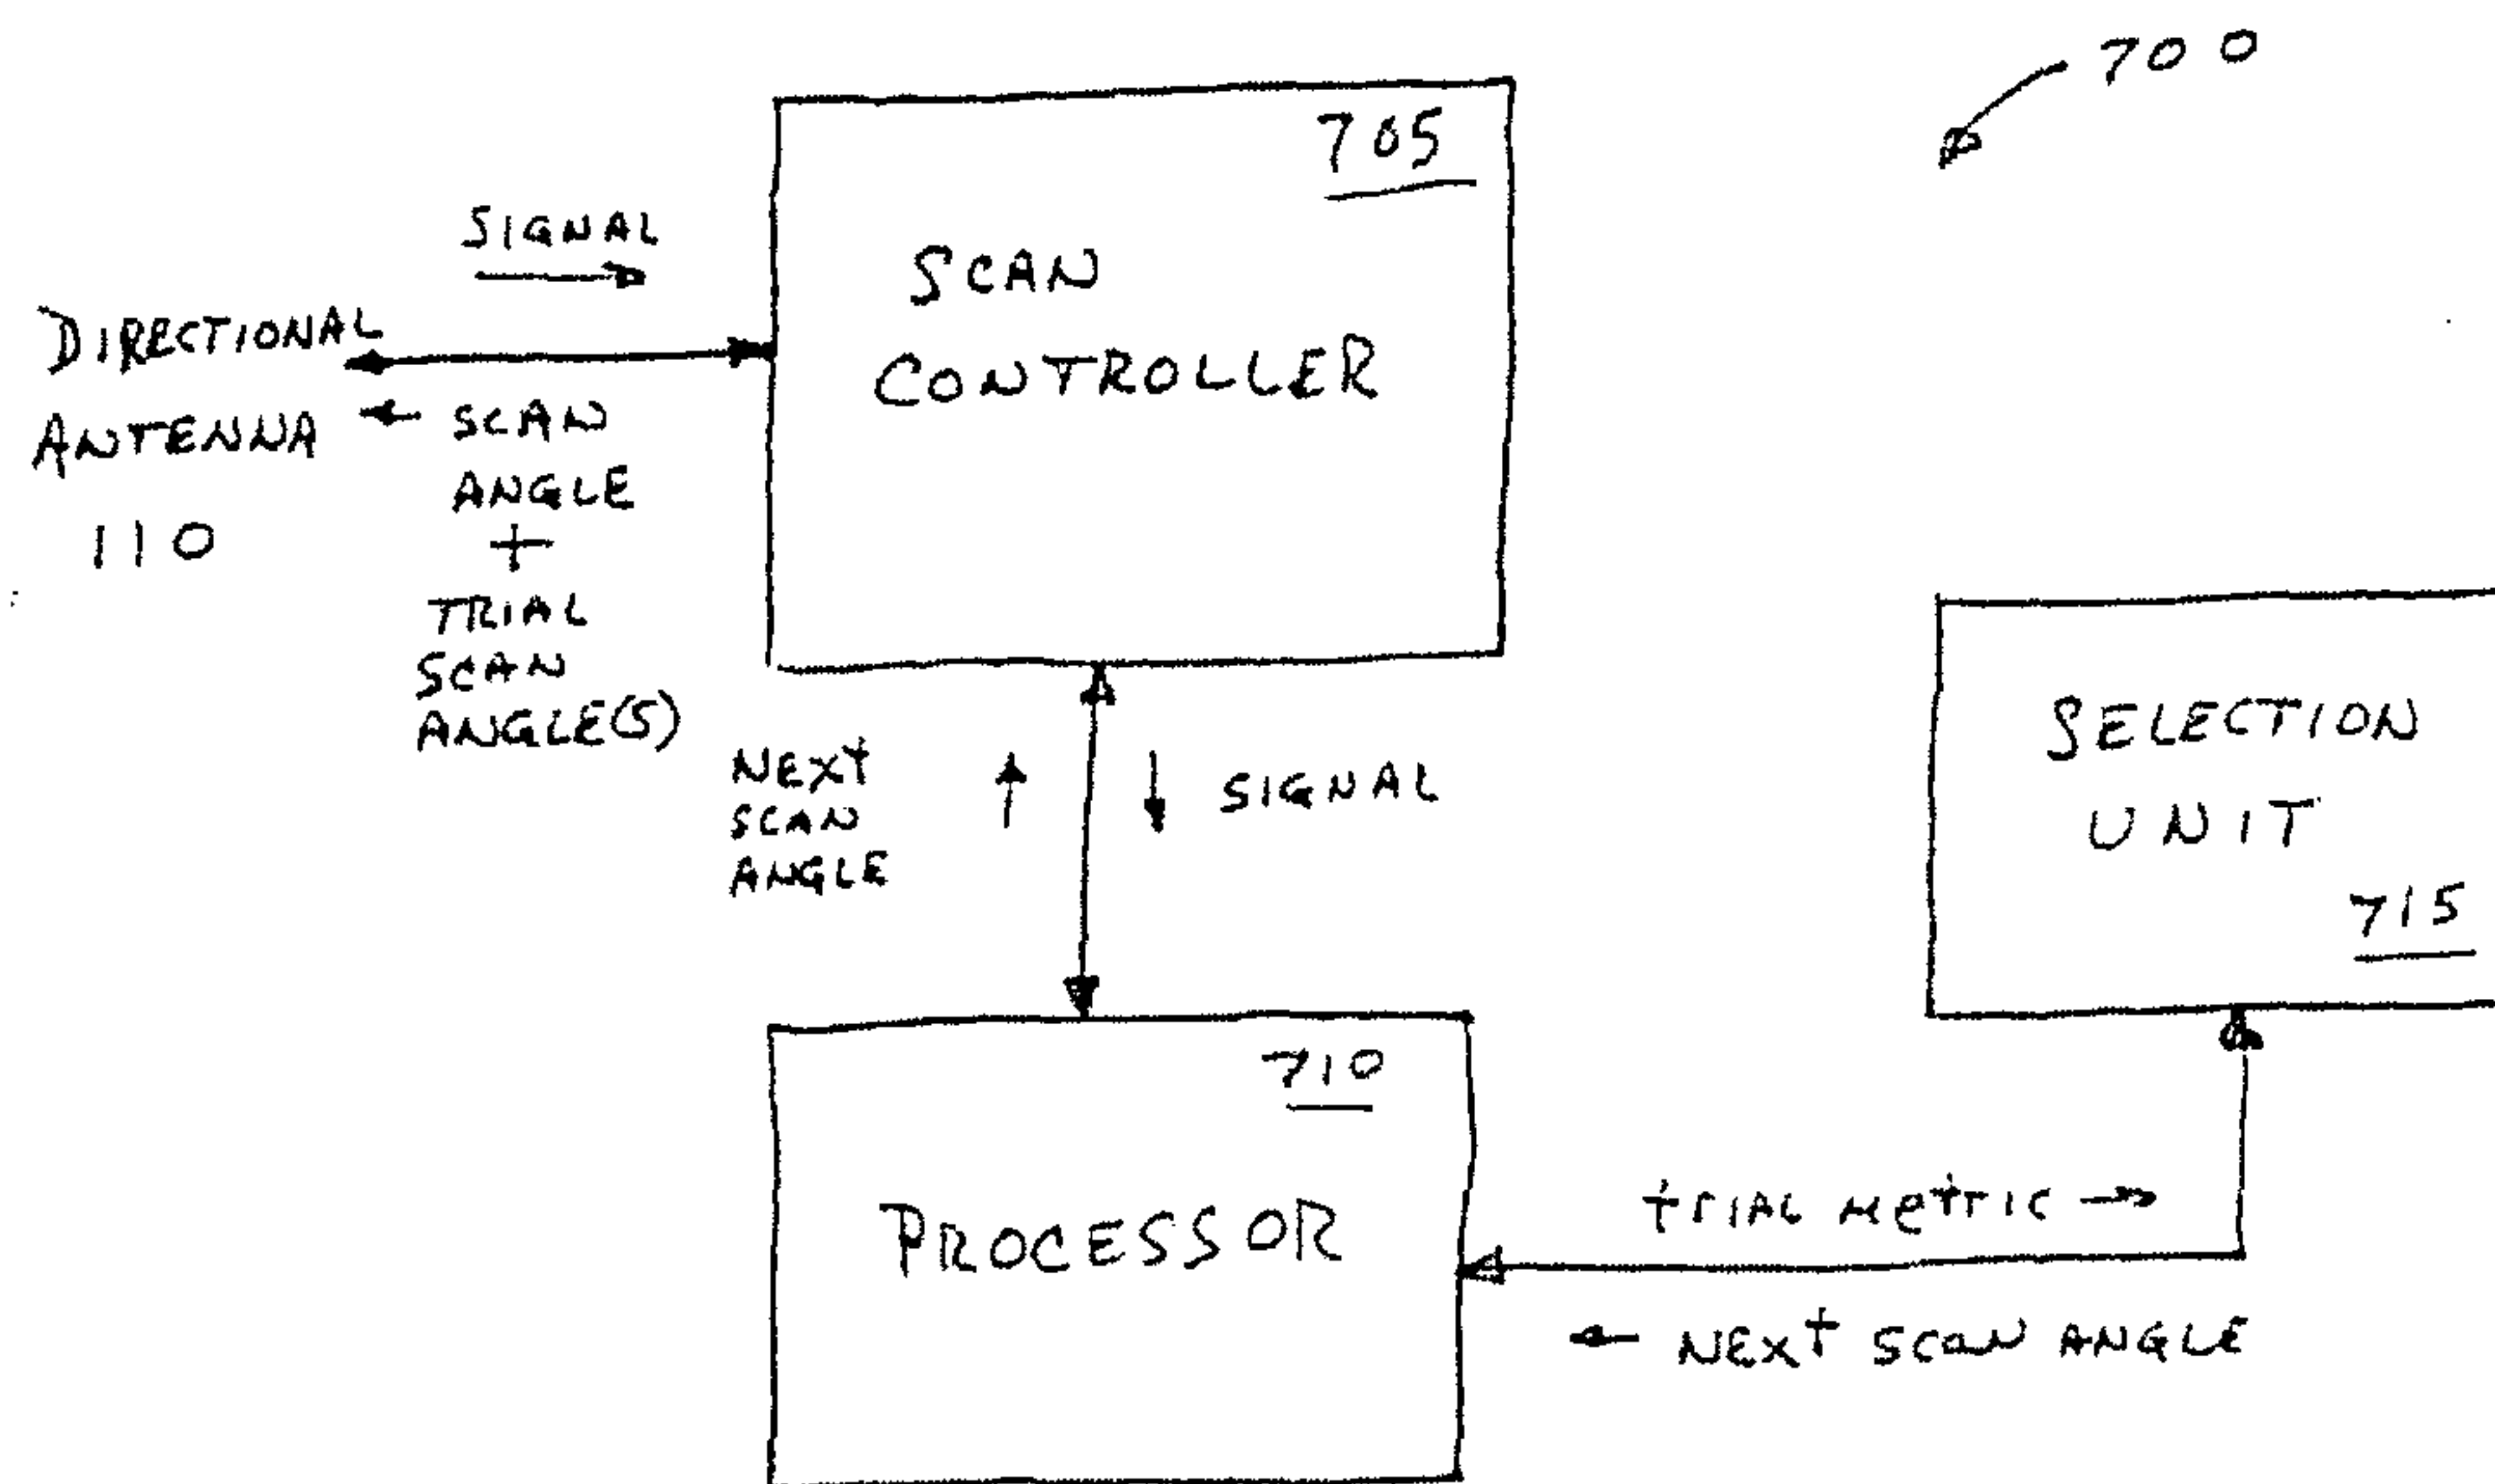 700
705
SCAN
CONTROLLER
SIGNAL
DIRECTIONAL
ANTENNA
110
SCAN
ANGLE
+
TRIAL
SCAN
ANGLE(S)
NEXT
SCAN
ANGLE
SIGNAL
SELECTION
UNIT
715
710
PROCESSOR
TRIAL METRIC
NEXT SCAN ANGLE